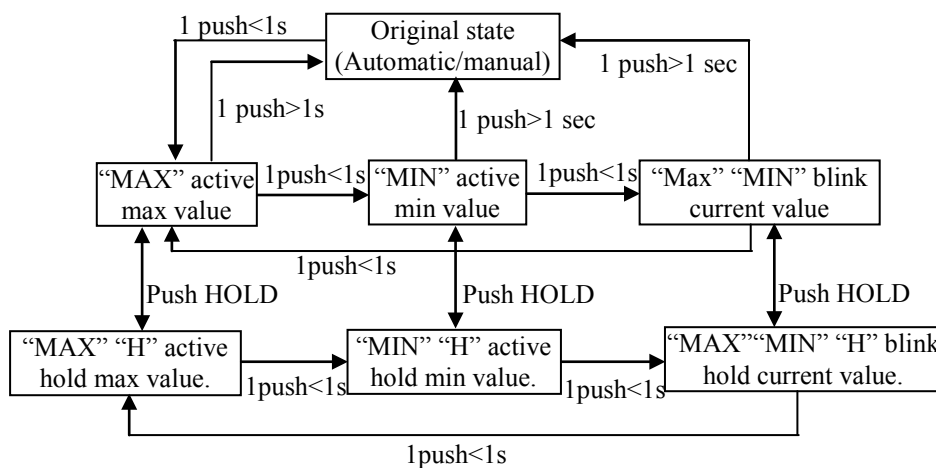 1 push<1s
Original state
(Automatic/manual)
1 push>1 sec
1 push>1s
1 push>1 sec
“MAX” active
max value
1push<1s
“MIN” active
min value
1push<1s
“Max” “MIN” blink
current value
1push<1s
Push HOLD
Push HOLD
Push HOLD
“MAX” “H” active
hold max value.
1push<1s
“MIN” “H” active
hold min value.
1push<1s
“MAX”“MIN” “H” blink
hold current value.
1push<1s